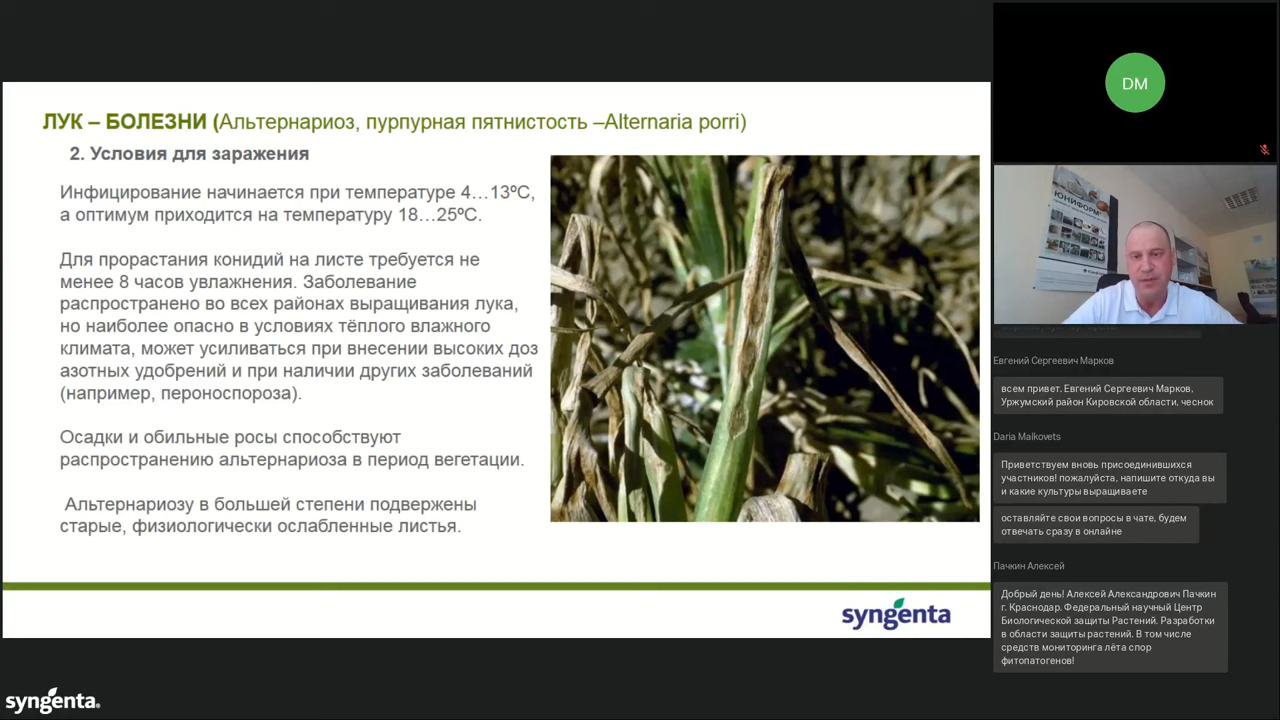 ЛУК – БОЛЕЗНИ (Альтернариоз, пурпурная пятнистость –Alternaria porri)
2. Условия для заражения
Инфицирование начинается при температуре 4…13ºС,
а оптимум приходится на температуру 18…25ºС.
Для прорастания конидий на листе требуется не
менее 8 часов увлажнения. Заболевание
распространено во всех районах выращивания лука,
но наиболее опасно в условиях тёплого влажного
климата, может усиливаться при внесении высоких доз
азотных удобрений и при наличии других заболеваний
(например, пероноспороза).
Осадки и обильные росы способствуют
распространению альтернариоза в период вегетации.
Альтернариозу в большей степени подвержены
старые, физиологически ослабленные листья.
syngenta
syngenta.
DM
ЮНИФОРМ
Евгений Сергеевич Марков
всем привет. Евгений Сергеевич Марков,
Уржумский район Кировской области, чеснок
Daria Malkovets
Приветствуем вновь присоединившихся
участников! пожалуйста, напишите откуда вы
и какие культуры выращиваете
оставляйте свои вопросы в чате, будем
отвечать сразу в онлайне
Пачкин Алексей
Добрый день! Алексей Александрович Пачкин
г. Краснодар. Федеральный научный Центр
Биологической защиты Растений. Разработки
в области защиты растений. В том числе
средств мониторинга лёта спор
фитопатогенов!